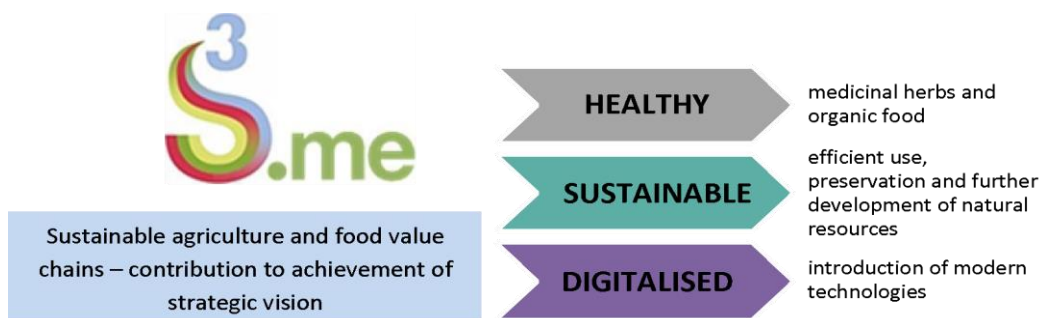 S3.me
Sustainable agriculture and food value
chains – contribution to achievement of
strategic vision
HEALTHY
medicinal herbs and
organic food
SUSTAINABLE
efficient use,
preservation and further
development of natural
resources
DIGITALISED
introduction of modern
technologies